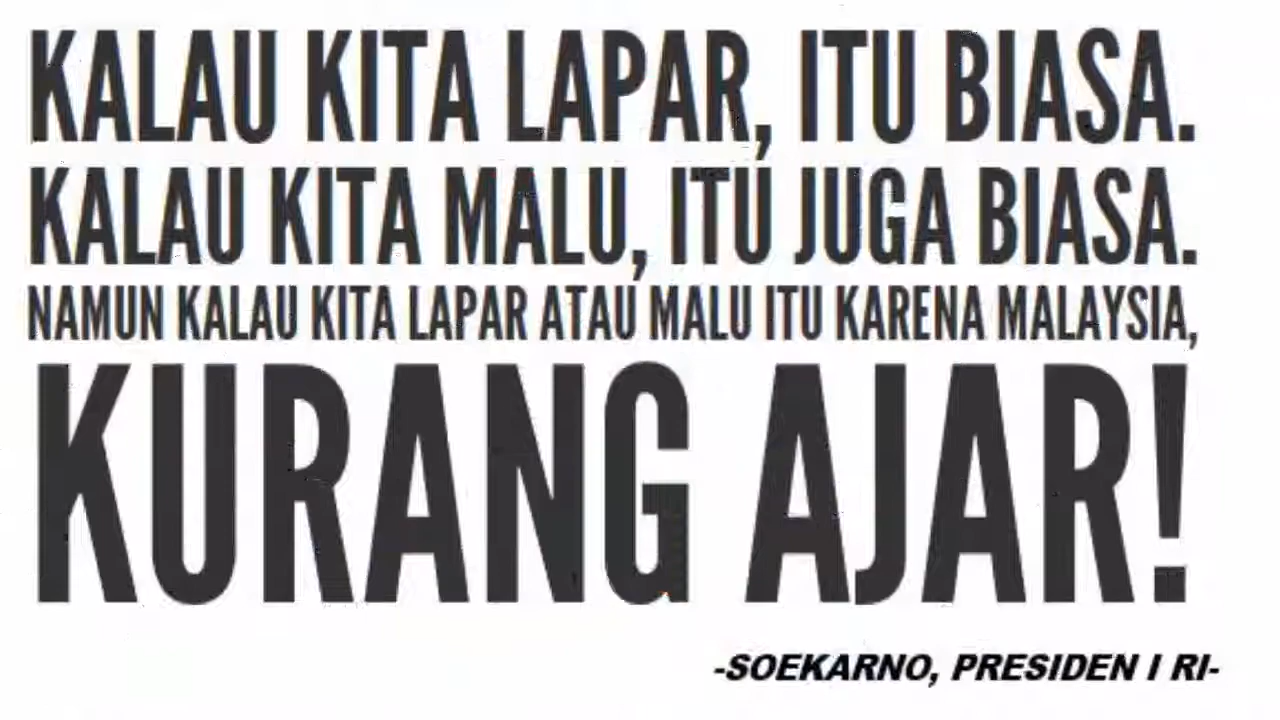 KALAU KITA LAPAR, ITU BIASA.
KALAU KITA MALU, ITU JUGA BIASA.
NAMUN KALAU KITA LAPAR ATAU MALU ITU KARENA MALAYSIA,
KURANG AJAR!
-SOEKARNO, PRESIDEN I RI-